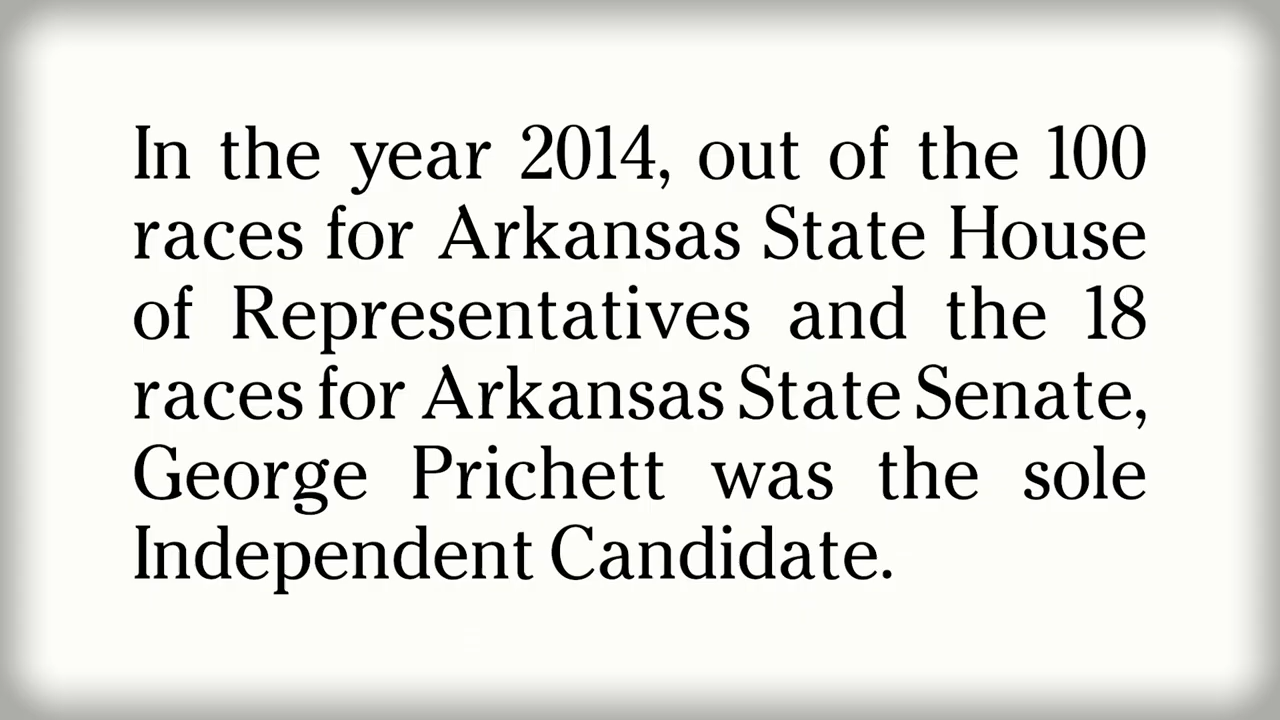 In the year 2014, out of the 100
races for Arkansas State House
of Representatives and the 18
races for Arkansas State Senate,
George Prichett was the sole
Independent Candidate.